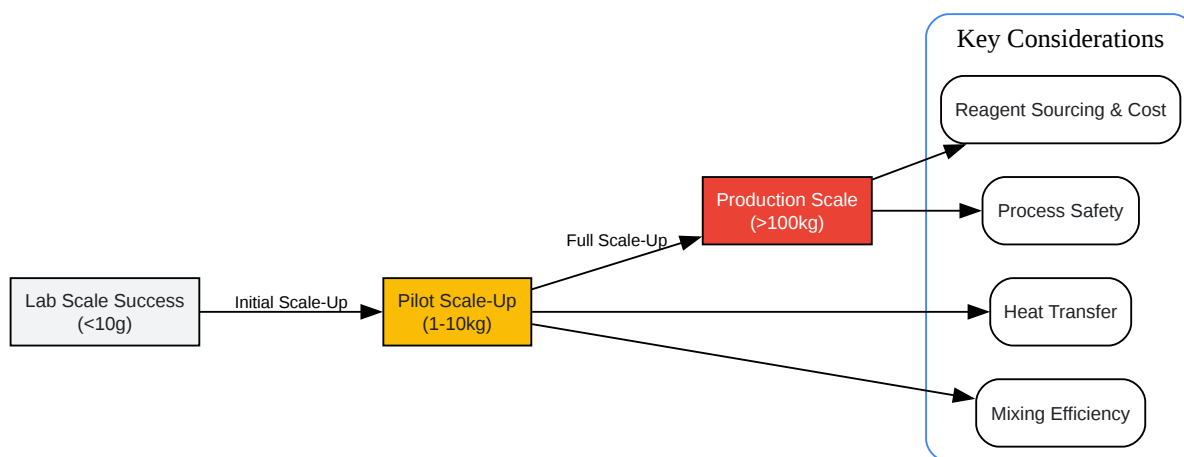 Key Considerations
Reagent Sourcing & Cost
Production Scale
(>100kg)
Process Safety
Full Scale-Up
Lab Scale Success
(<10g)
Initial Scale-Up
Pilot Scale-Up
(1-10kg)
Heat Transfer
Mixing Efficiency